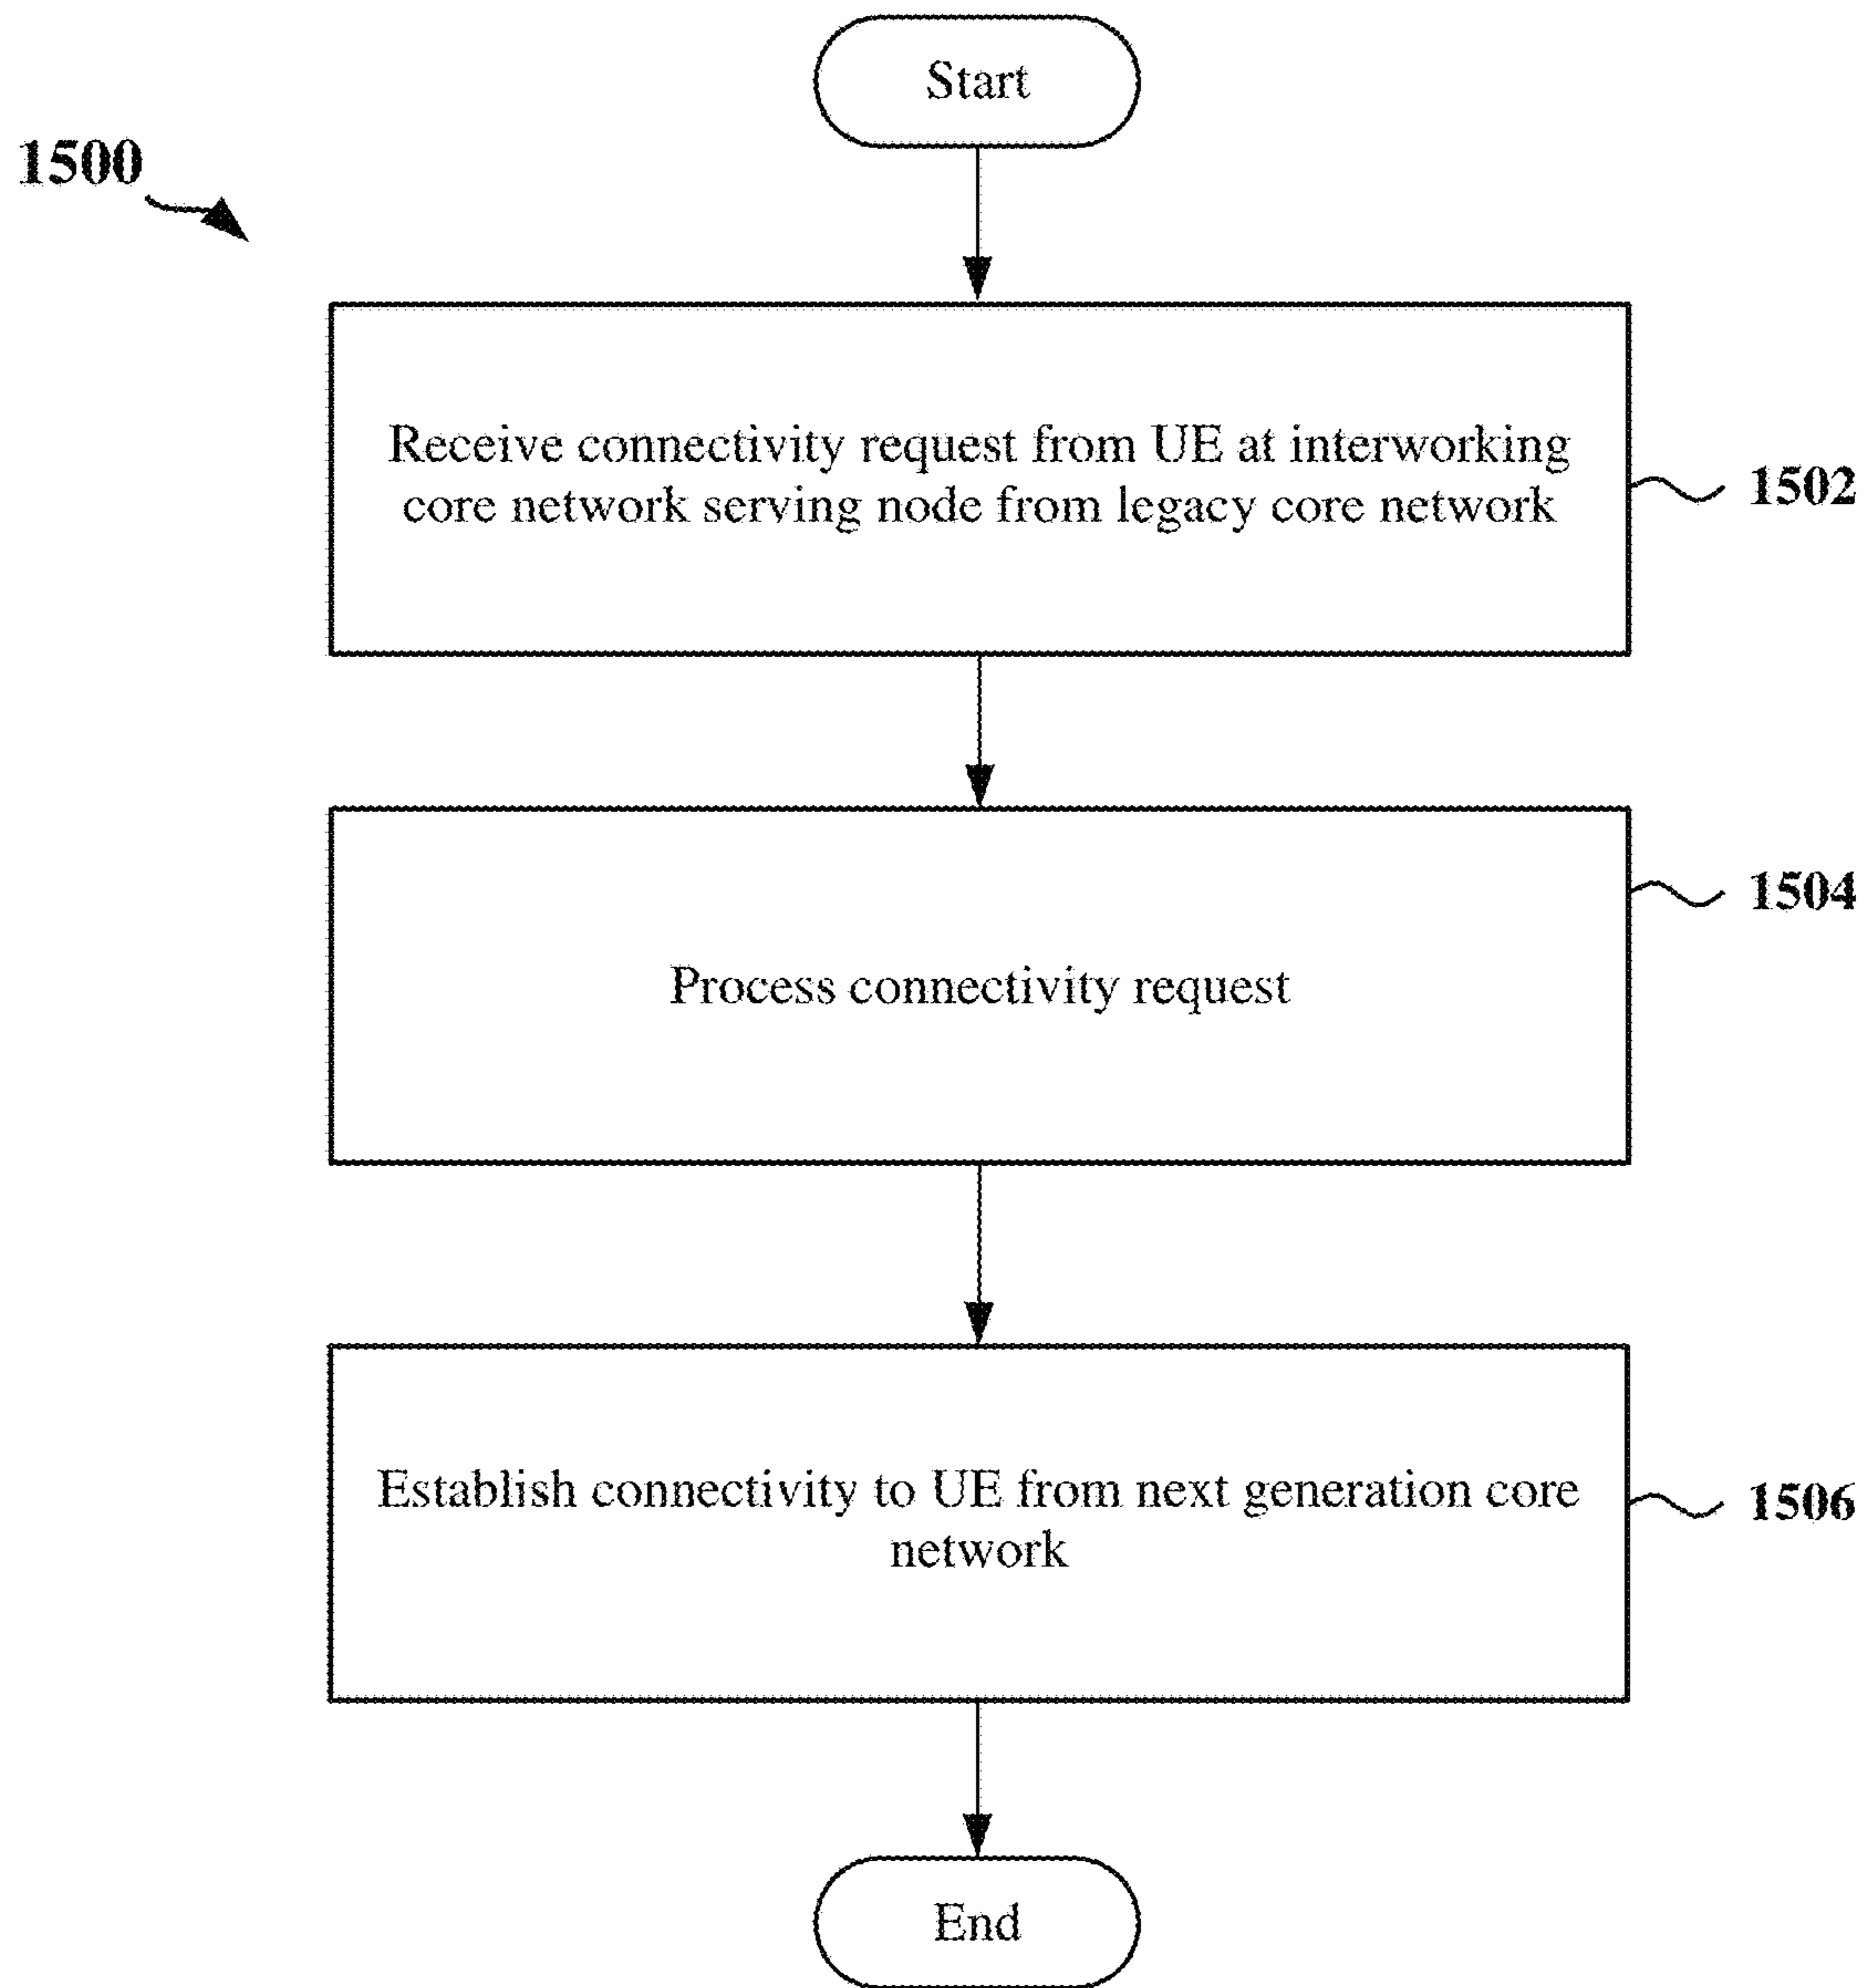 Start
1500
Receive connectivity request from UE at interworking
core network serving node from legacy core network
1502
1504
Process connectivity request
Establish connectivity to UE from next generation core
network
1506
End